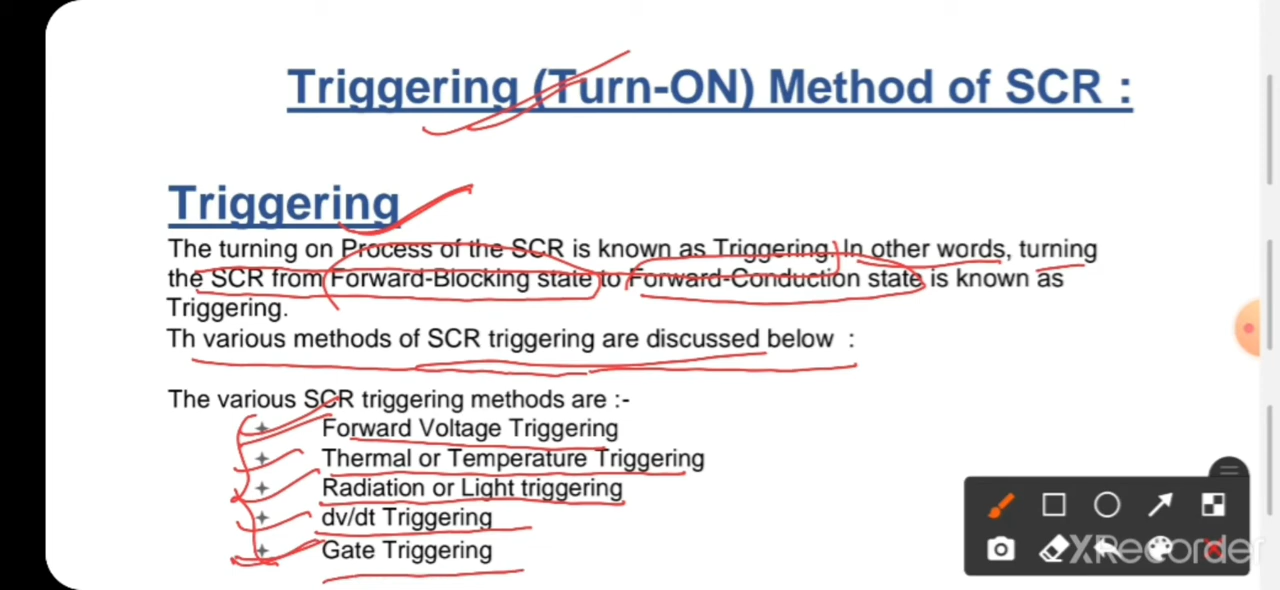 Triggering (Turn-ON) Method of SCR :
Triggering
The turning on Process of the SCR is known as Triggering. In other words, turning
the SCR from Forward-Blocking state to Forward-Conduction state is known as
Triggering.
Th various methods of SCR triggering are discussed below :
The various SCR triggering methods are :-
Forward Voltage Triggering
Thermal or Temperature Triggering
Radiation or Light triggering
dv/dt Triggering
Gate Triggering
XRecorder